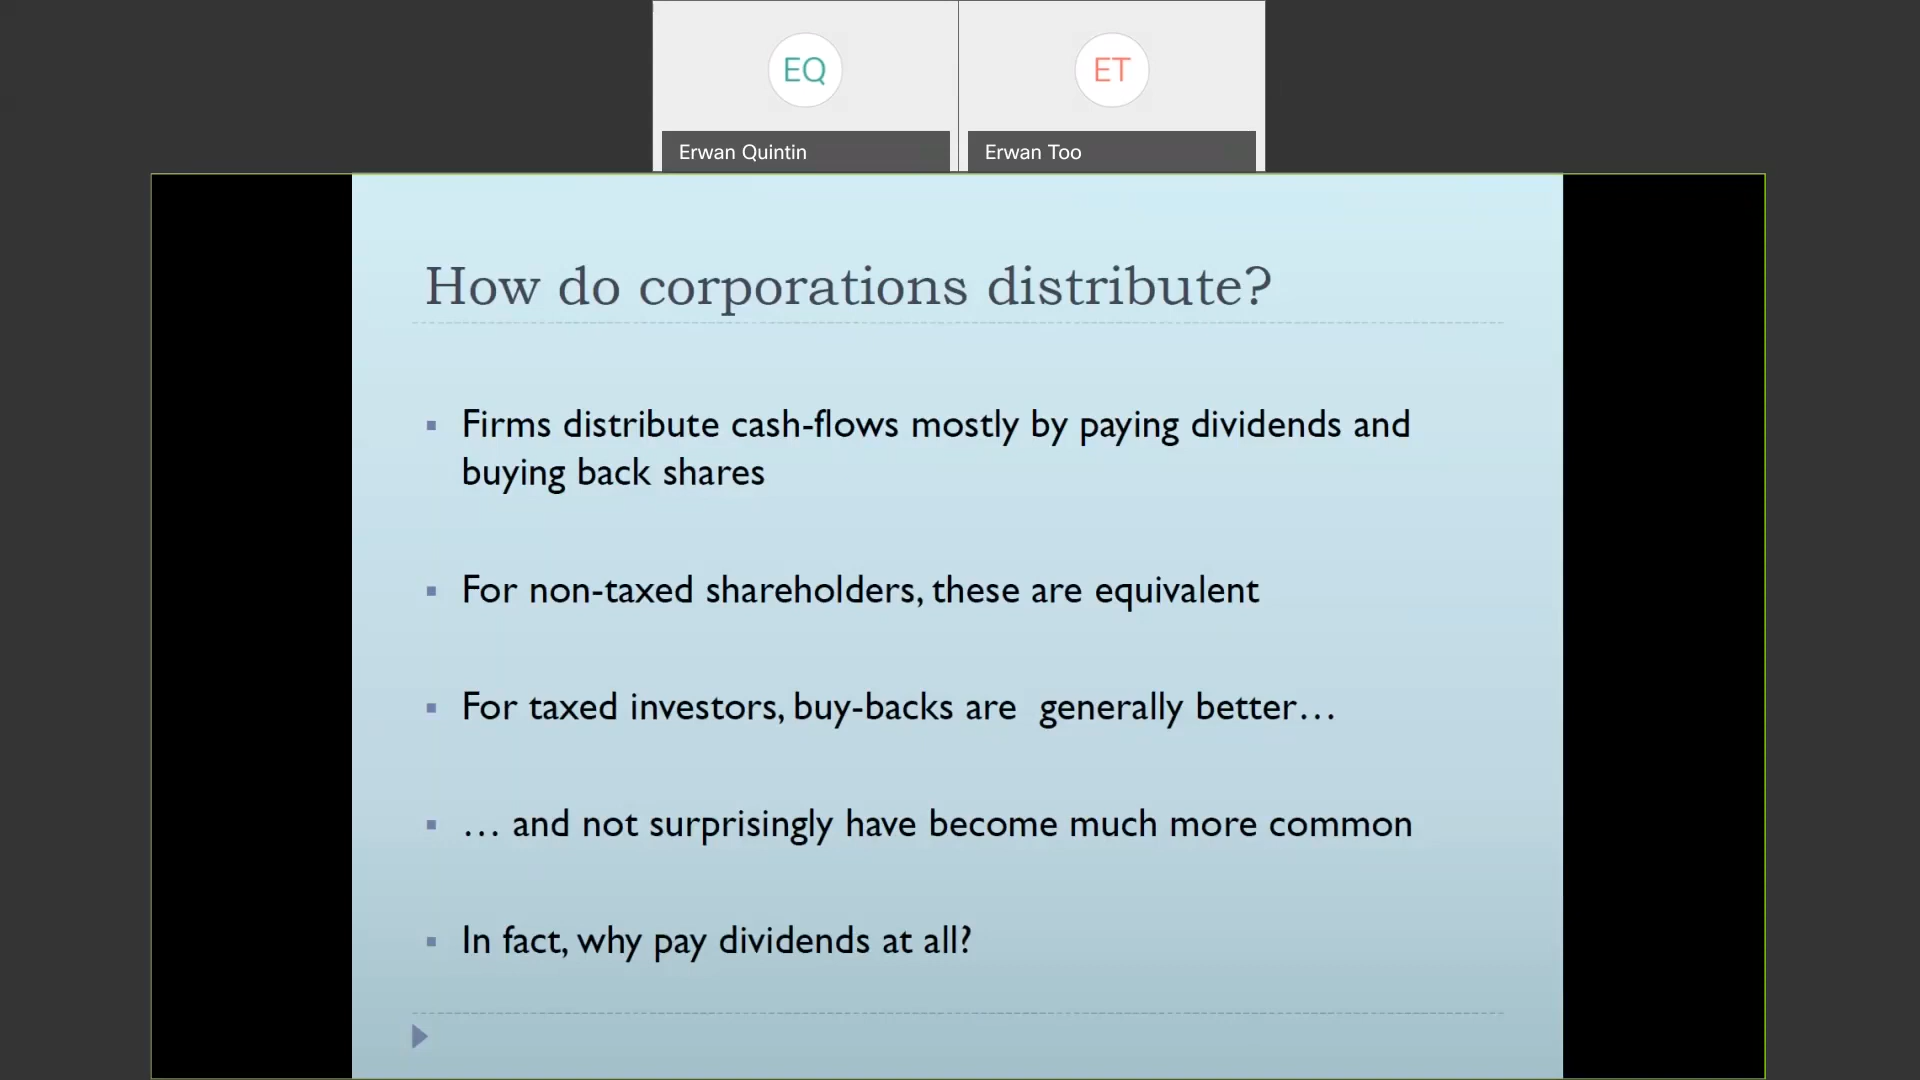 EQ
ET
Erwan Quintin
Erwan Too
How do corporations distribute?
▪ Firms distribute cash-flows mostly by paying dividends and
buying back shares
▪ For non-taxed shareholders, these are equivalent
▪ For taxed investors, buy-backs are  generally better…
▪ … and not surprisingly have become much more common
▪ In fact, why pay dividends at all?